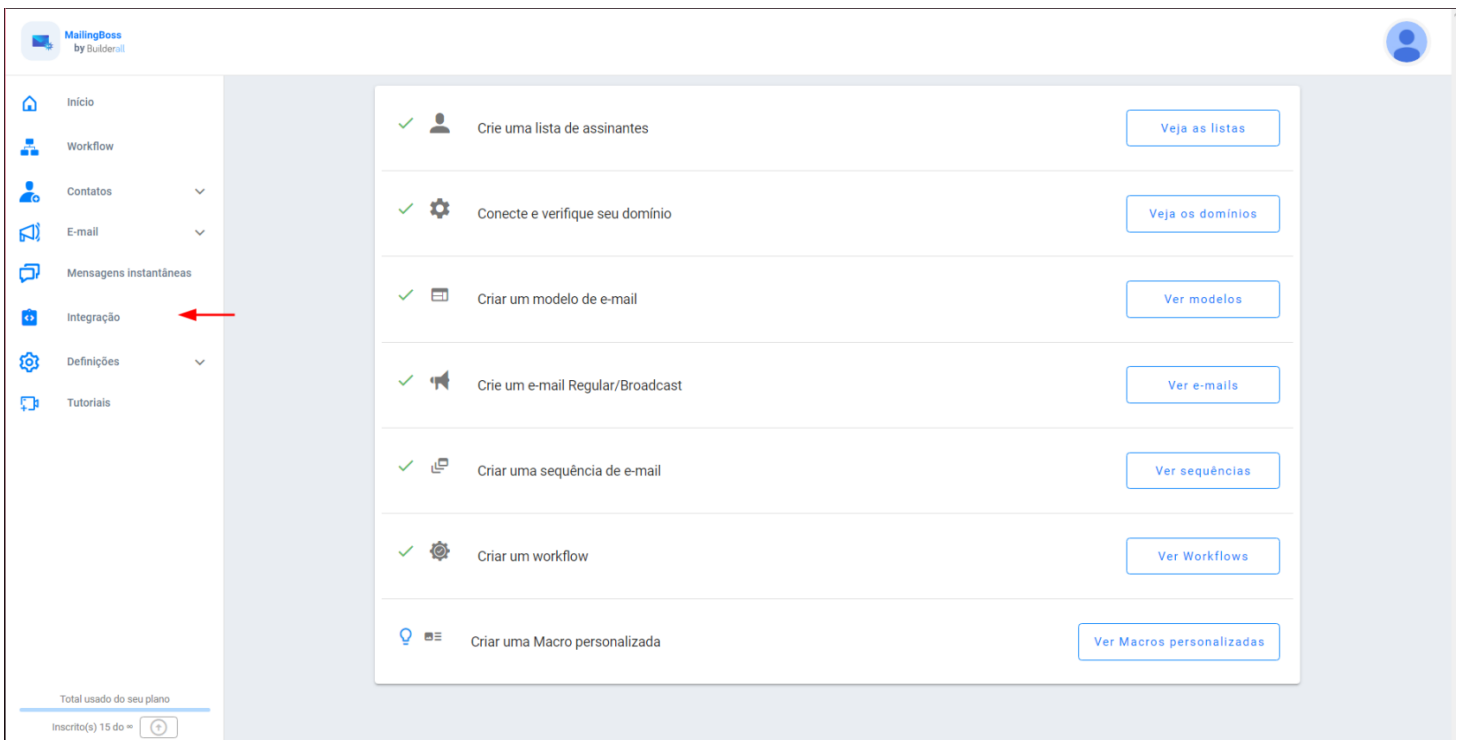 MailingBoss
by Builderall
Início
Workflow
Contatos
E-mail
Mensagens instantâneas
Integração
Definições
Tutoriais
Total usado do seu plano
Inscrito(s) 15 do ∞
Crie uma lista de assinantes
Veja as listas
Conecte e verifique seu domínio
Veja os domínios
Criar um modelo de e-mail
Ver modelos
Crie um e-mail Regular/Broadcast
Ver e-mails
Criar uma sequência de e-mail
Ver sequências
Criar um workflow
Ver Workflows
Criar uma Macro personalizada
Ver Macros personalizadas